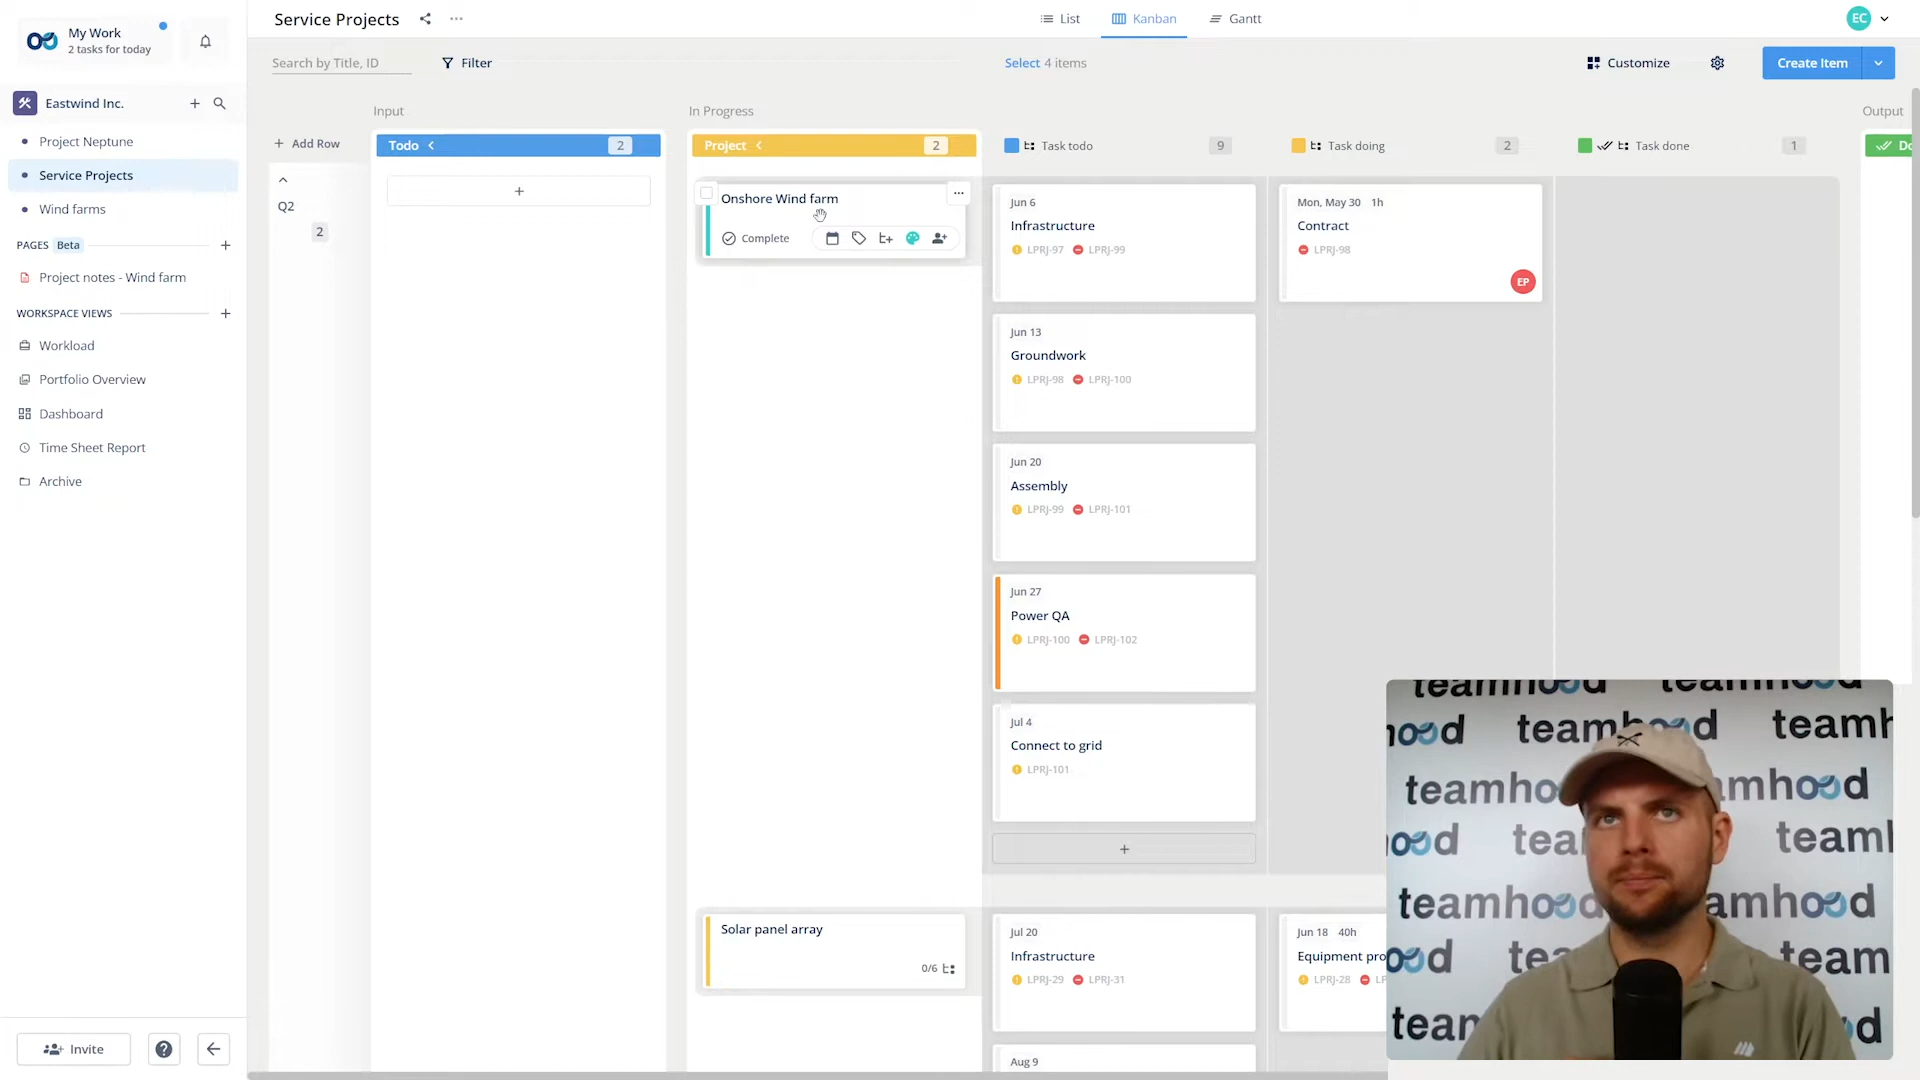 My Work
2 tasks for today
Eastwind Inc.
Project Neptune
Service Projects
Wind farms
PAGES Beta
Project notes - Wind farm
WORKSPACE VIEWS
Workload
Portfolio Overview
Dashboard
Time Sheet Report
Archive
Invite
Service Projects
List
Kanban
Gantt
EC
Search by Title, ID
Filter
Select 4 items
Customize
Create Item
Input
In Progress
Output
Add Row
Todo 2
Project 2
Task todo 9
Task doing 2
Task done 1
Q2
2
Onshore Wind farm
Complete
Jun 6
Infrastructure
LPRJ-97 LPRJ-99
Mon, May 30 1h
Contract
LPRJ-98
EP
Jun 13
Groundwork
LPRJ-98 LPRJ-100
Jun 20
Assembly
LPRJ-99 LPRJ-101
Jun 27
Power QA
LPRJ-100 LPRJ-102
Jul 4
Connect to grid
LPRJ-101
Solar panel array
0/6
Jul 20
Infrastructure
LPRJ-29 LPRJ-31
Jun 18 40h
Equipment pro
LPRJ-28
Aug 9
teamhood